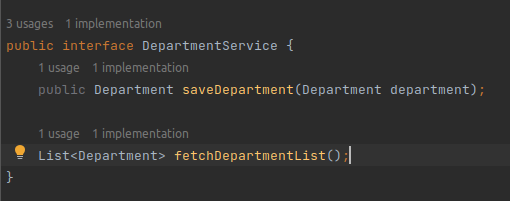 3 usages   1 implementation
public interface DepartmentService {
    1 usage   1 implementation
    public Department saveDepartment(Department department);
    1 usage   1 implementation
    List<Department> fetchDepartmentList();
}